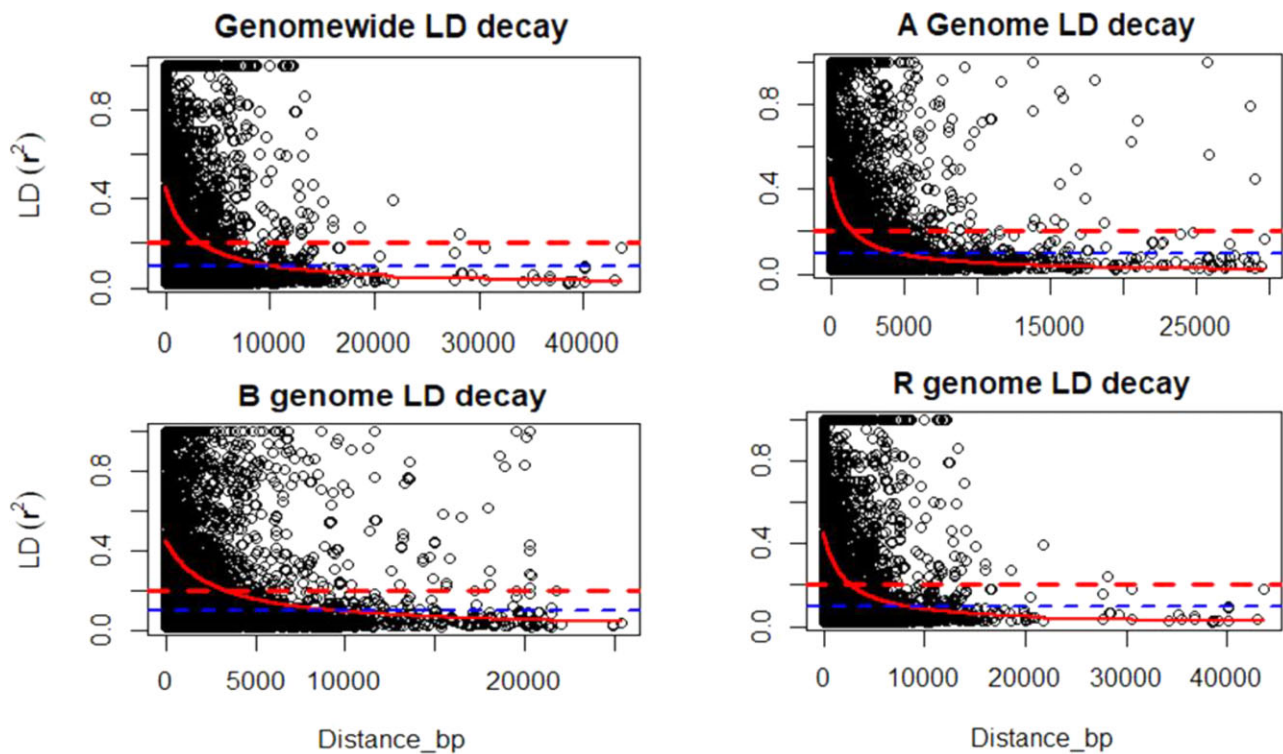 Genomewide LD decay
LD (r²)
0.0 0.4 0.8
0 10000 20000 30000 40000
A Genome LD decay
0.0 0.4 0.8
0 5000 15000 25000
B genome LD decay
LD (r²)
0.0 0.4 0.8
0 5000 10000 20000
Distance_bp
R genome LD decay
0.0 0.4 0.8
0 10000 20000 30000 40000
Distance_bp